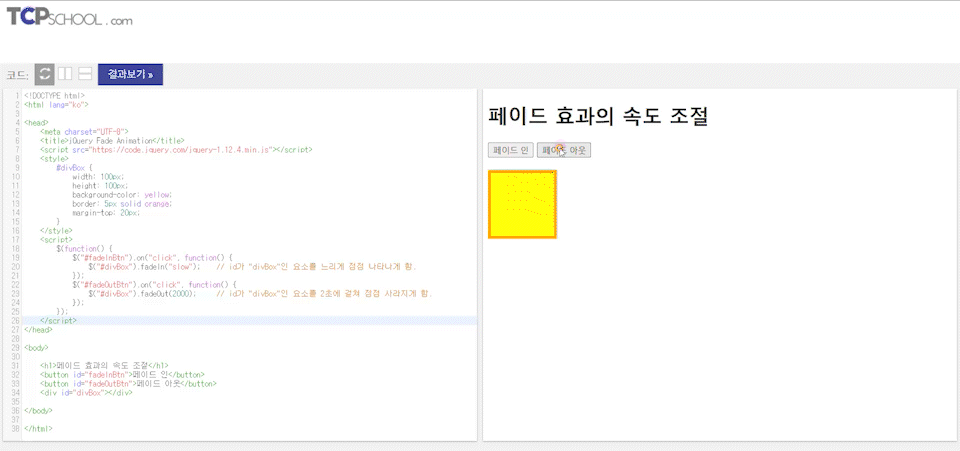 TCPSCHOOL.com
코드:
결과보기 »
1 <!DOCTYPE html>
2 <html lang="ko">
3
4 <head>
5 <meta charset="UTF-8">
6 <title>jQuery Fade Animation</title>
7 <script src="https://code.jquery.com/jquery-1.12.4.min.js"></script>
8 <style>
9 #divBox {
10 width: 100px;
11 height: 100px;
12 background-color: yellow;
13 border: 5px solid orange;
14 margin-top: 20px;
15 }
16 </style>
17 <script>
18 $(function() {
19 $("#fadeInBtn").on("click", function() {
20 $("#divBox").fadeIn("slow"); // id가 "divBox"인 요소를 느리게 점점 나타나게 함.
21 });
22 $("#fadeOutBtn").on("click", function() {
23 $("#divBox").fadeOut(2000); // id가 "divBox"인 요소를 2초에 걸쳐 점점 사라지게 함.
24 });
25 });
26 </script>
27 </head>
28
29 <body>
30
31 <h1>페이드 효과의 속도 조절</h1>
32 <button id="fadeInBtn">페이드 인</button>
33 <button id="fadeOutBtn">페이드 아웃</button>
34 <div id="divBox"></div>
35
36 </body>
37
38 </html>
페이드 효과의 속도 조절
페이드 인 페이드 아웃